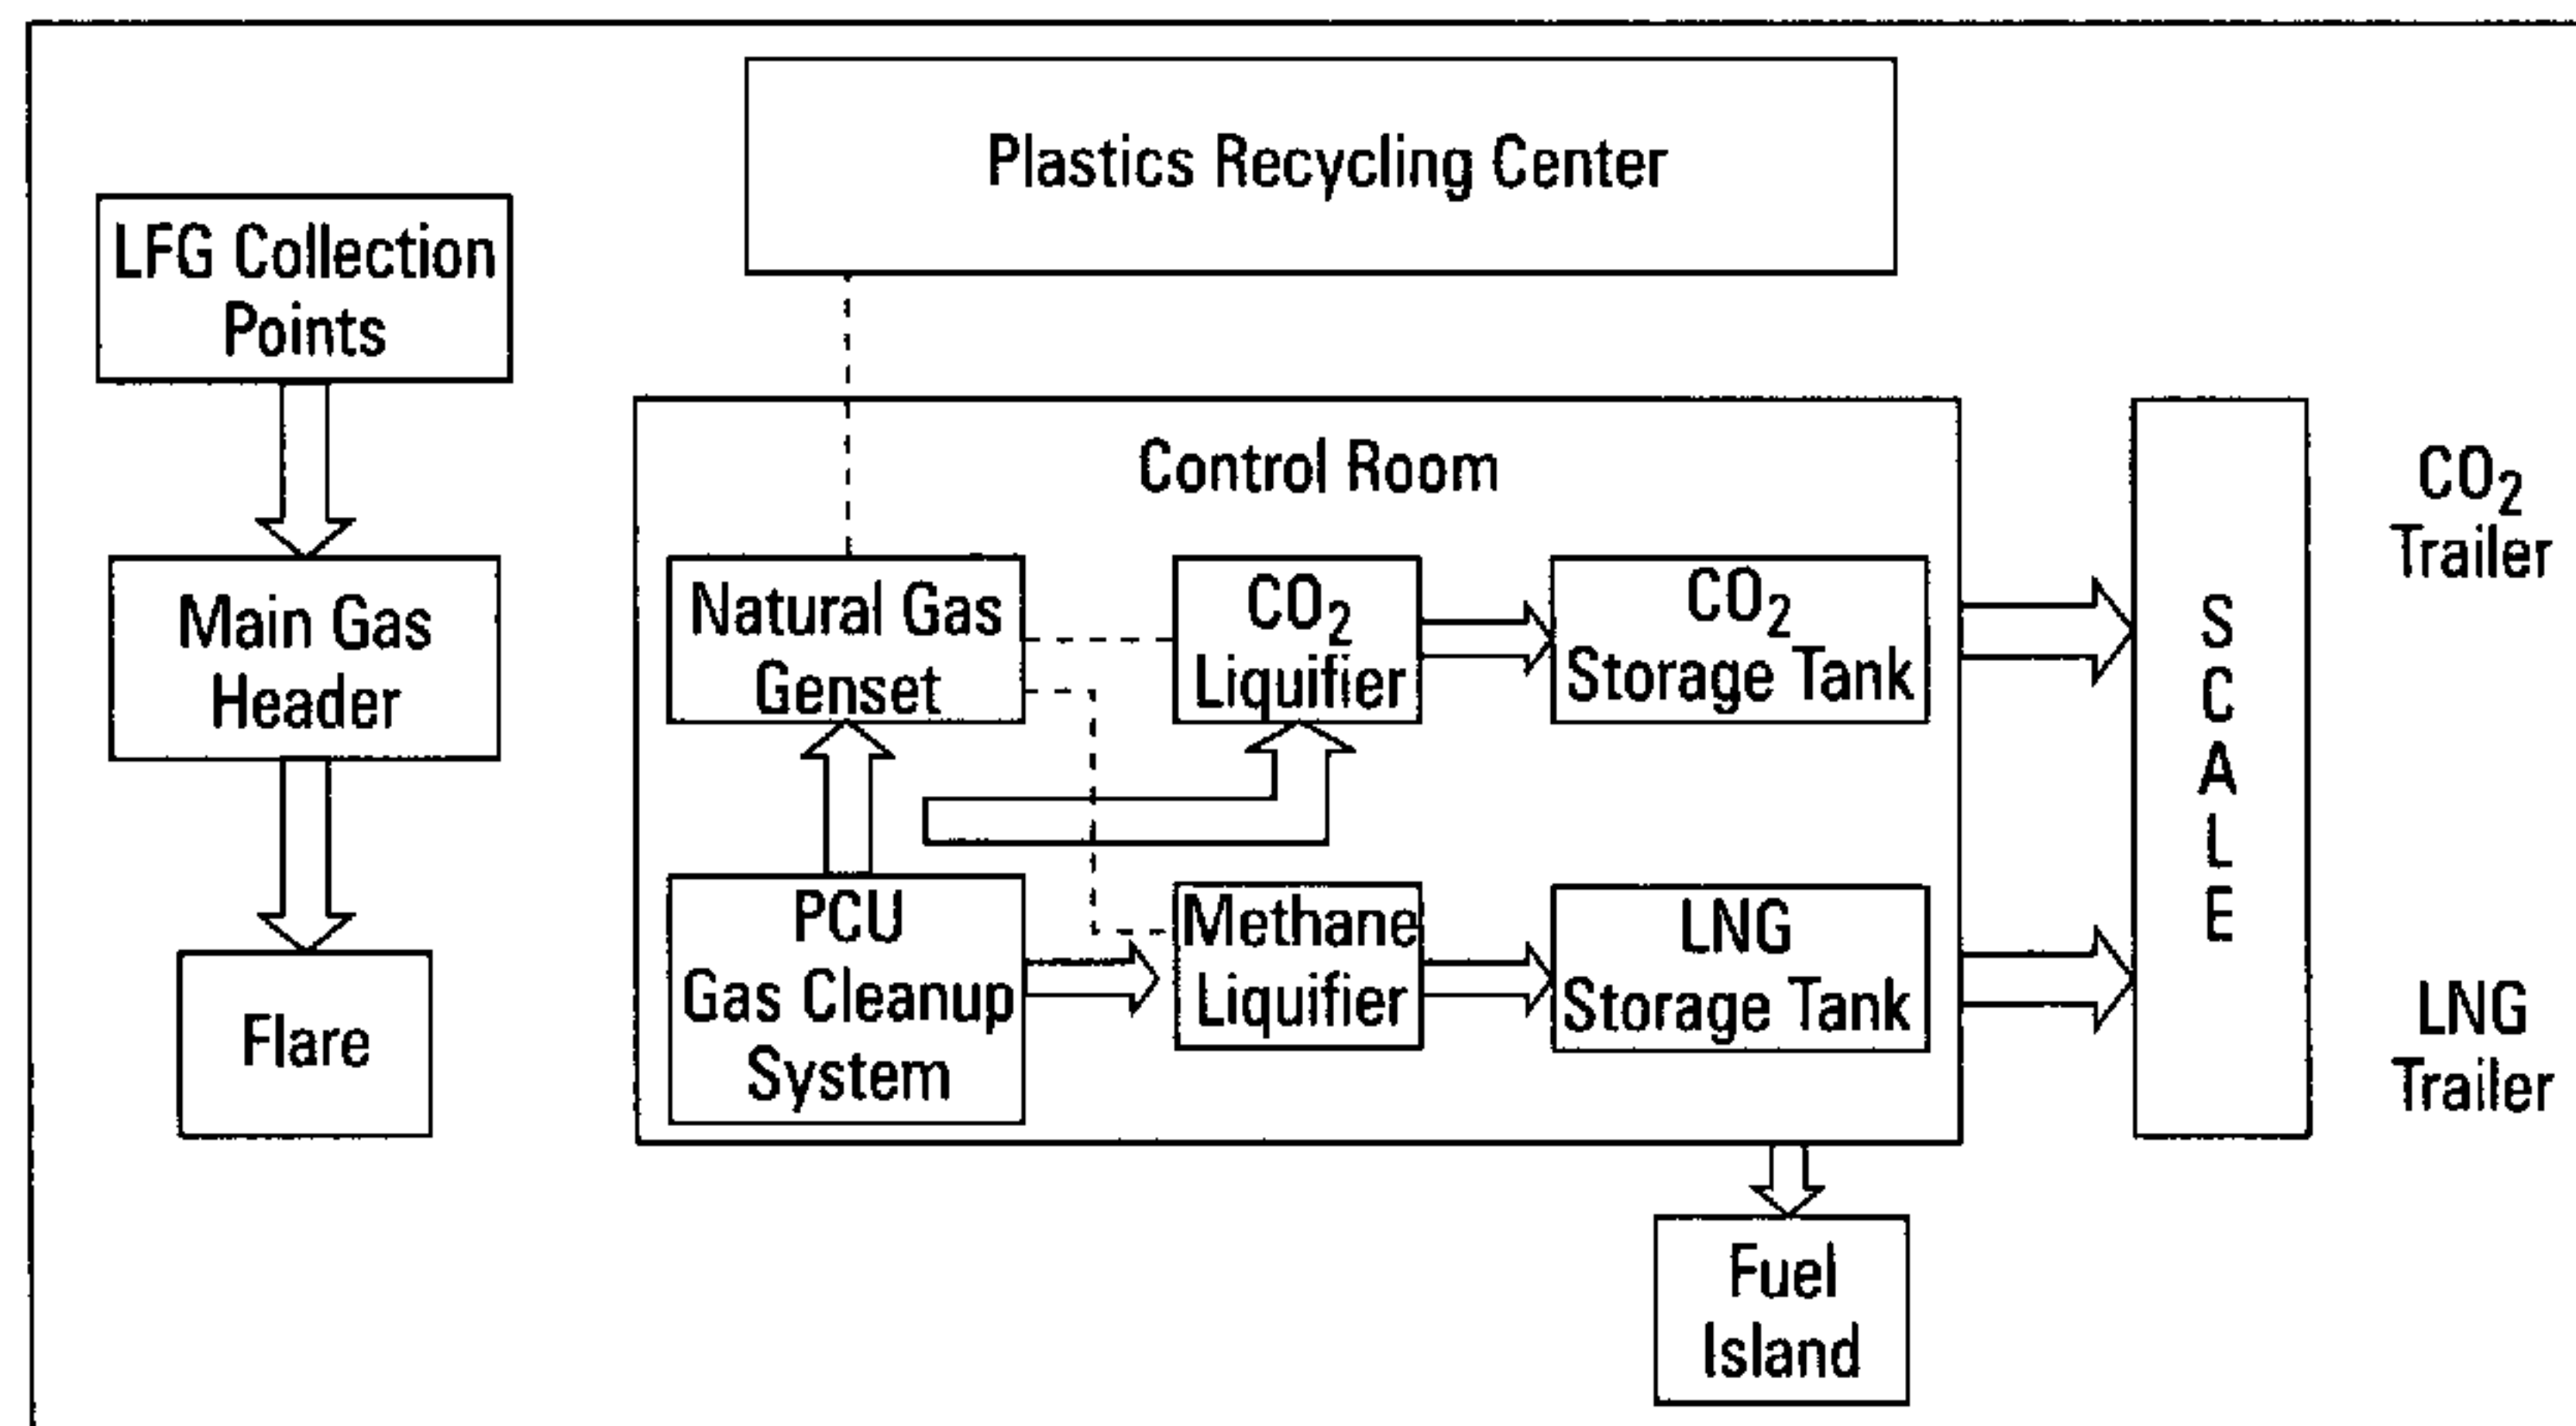 Plastics Recycling Center
LFG Collection
Points
Main Gas
Header
Flare
Control Room
Natural Gas
Genset
CO₂
Liquifier
CO₂
Storage Tank
PCU
Gas Cleanup
System
Methane
Liquifier
LNG
Storage Tank
SCALE
CO₂
Trailer
LNG
Trailer
Fuel
Island